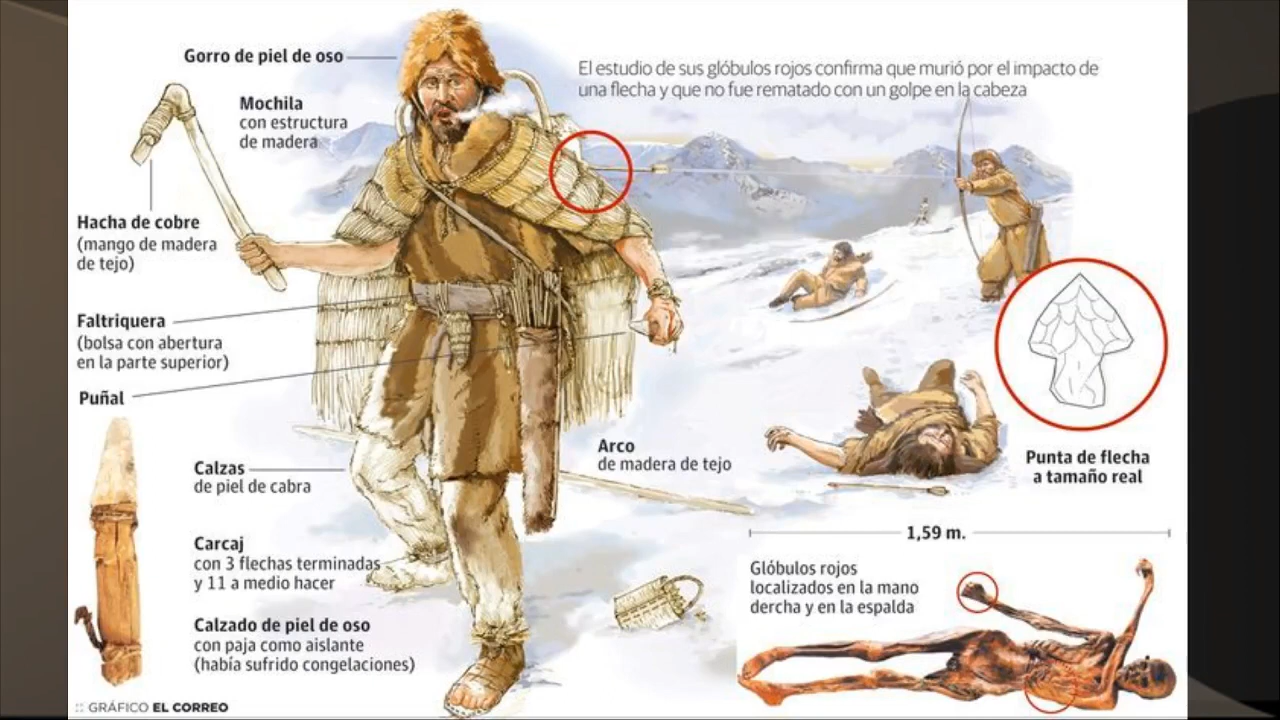 Gorro de piel de oso
El estudio de sus glóbulos rojos confirma que murió por el impacto de
una flecha y que no fue rematado con un golpe en la cabeza
Mochila
con estructura
de madera
Hacha de cobre
(mango de madera
de tejo)
Faltriquera
(bolsa con abertura
en la parte superior)
Puñal
Calzas
de piel de cabra
Arco
de madera de tejo
Punta de flecha
a tamaño real
Carcaj
con 3 flechas terminadas
y 11 a medio hacer
1,59 m.
Glóbulos rojos
localizados en la mano
dercha y en la espalda
Calzado de piel de oso
con paja como aislante
(había sufrido congelaciones)
:: GRÁFICO EL CORREO